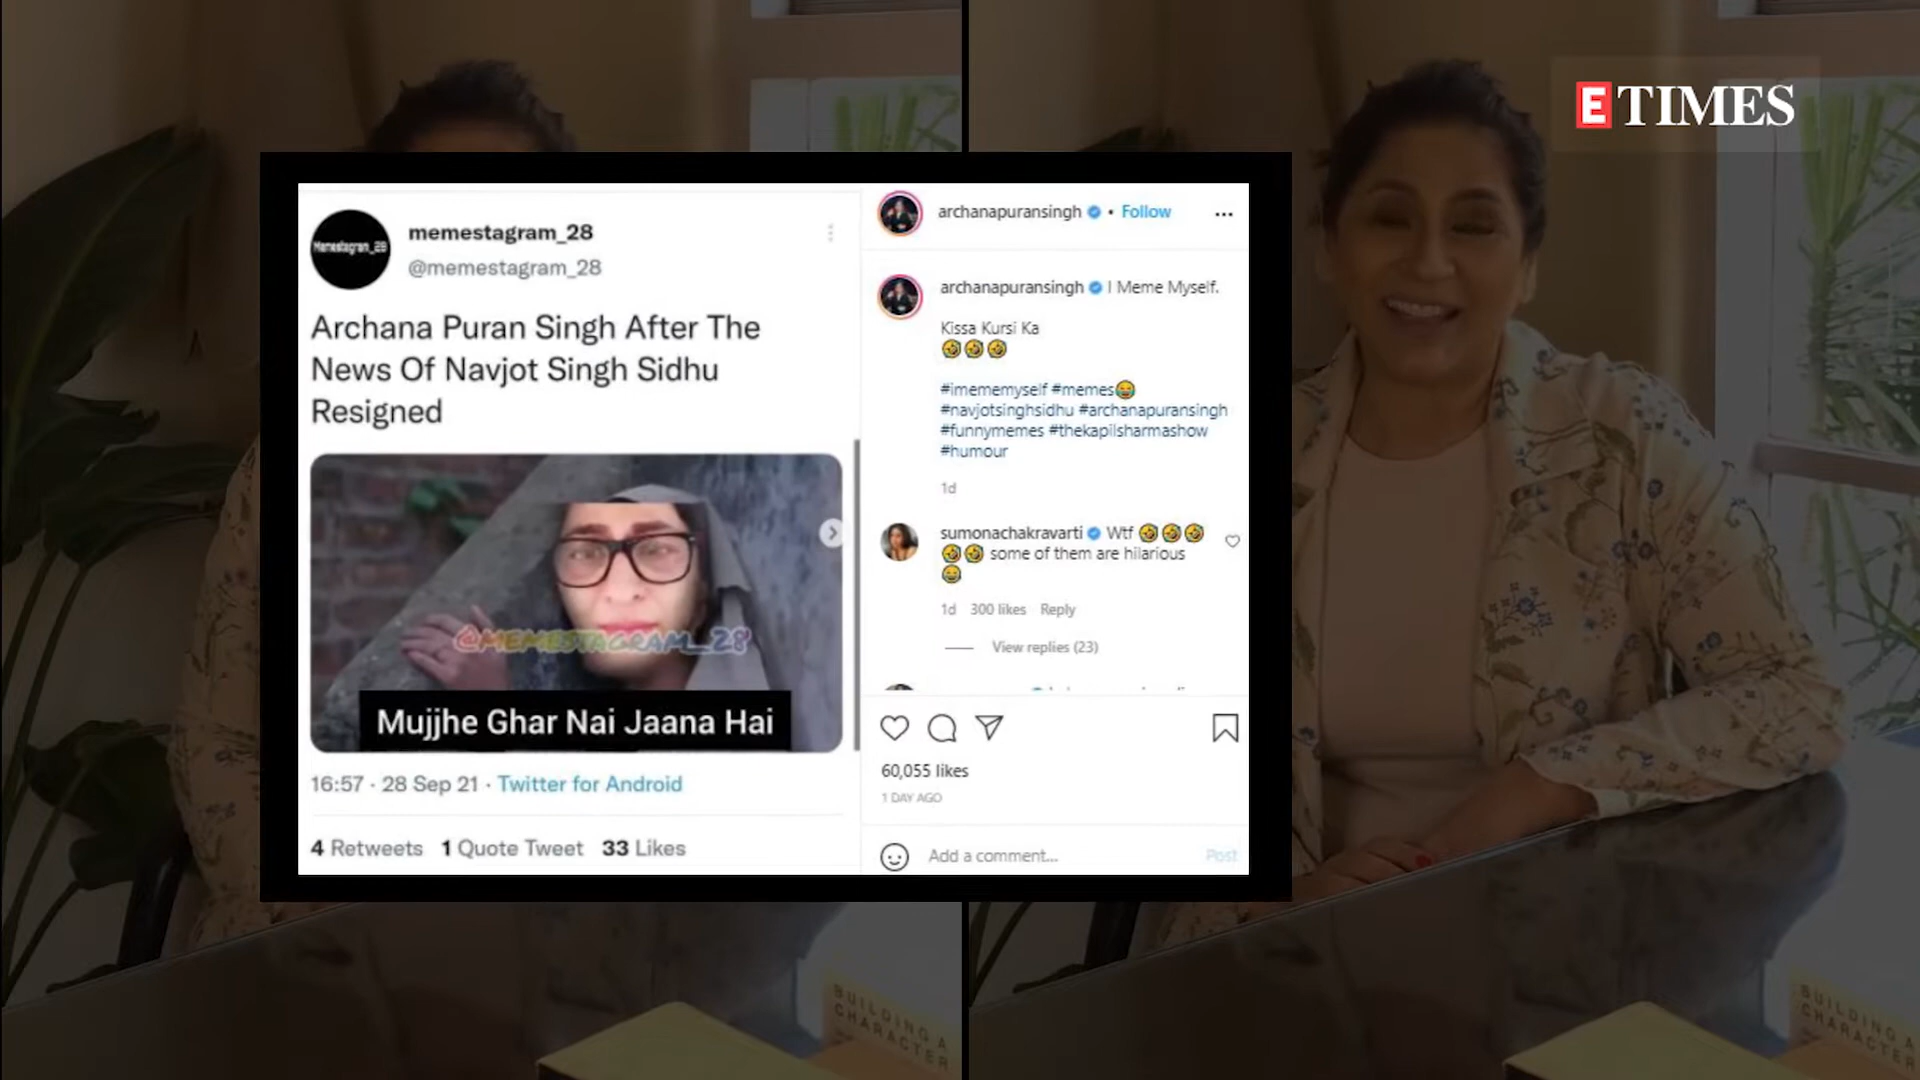 ETIMES
Memestagram_28
memestagram_28
@memestagram_28
Archana Puran Singh After The
News Of Navjot Singh Sidhu
Resigned
@MEMESTAGRAM_28
Mujjhe Ghar Nai Jaana Hai
16:57 · 28 Sep 21 · Twitter for Android
4 Retweets 1 Quote Tweet 33 Likes
archanapuransingh • Follow
archanapuransingh I Meme Myself.
Kissa Kursi Ka
🤣🤣🤣
#imememyself #memes😂
#navjotsinghsidhu #archanapuransingh
#funnymemes #thekapilsharmashow
#humour
1d
sumonachakravarti Wtf 🤣🤣🤣
🤣🤣 some of them are hilarious
😂
1d 300 likes Reply
View replies (23)
60,055 likes
1 DAY AGO
Add a comment... Post
BUILDING A
CHARACTER
BUILDING A
CHARACTER